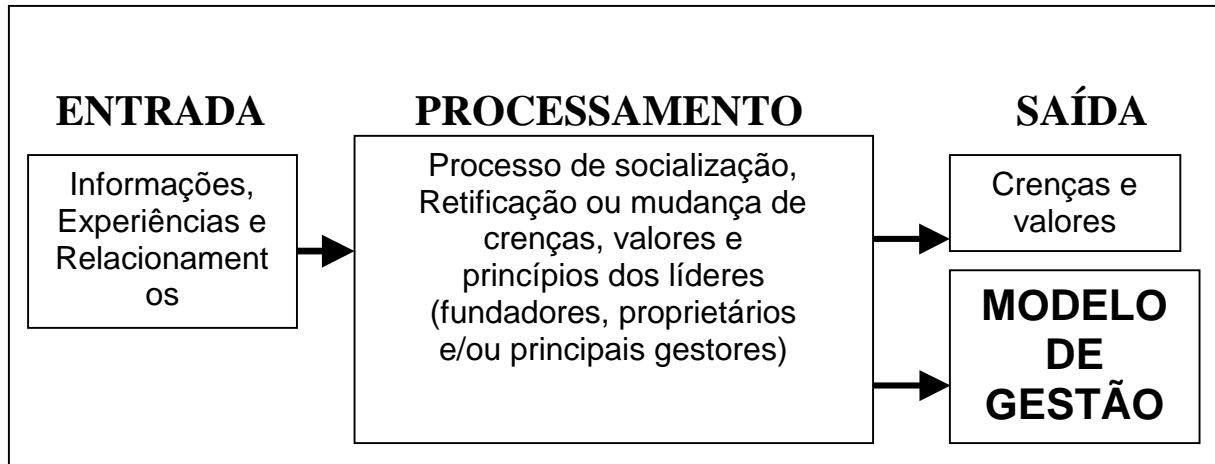 ENTRADA
Informações,
Experiências e
Relacionament
os
PROCESSAMENTO
Processo de socialização,
Retificação ou mudança de
crenças, valores e
princípios dos líderes
(fundadores, proprietários
e/ou principais gestores)
SAÍDA
Crenças e
valores
MODELO
DE
GESTÃO